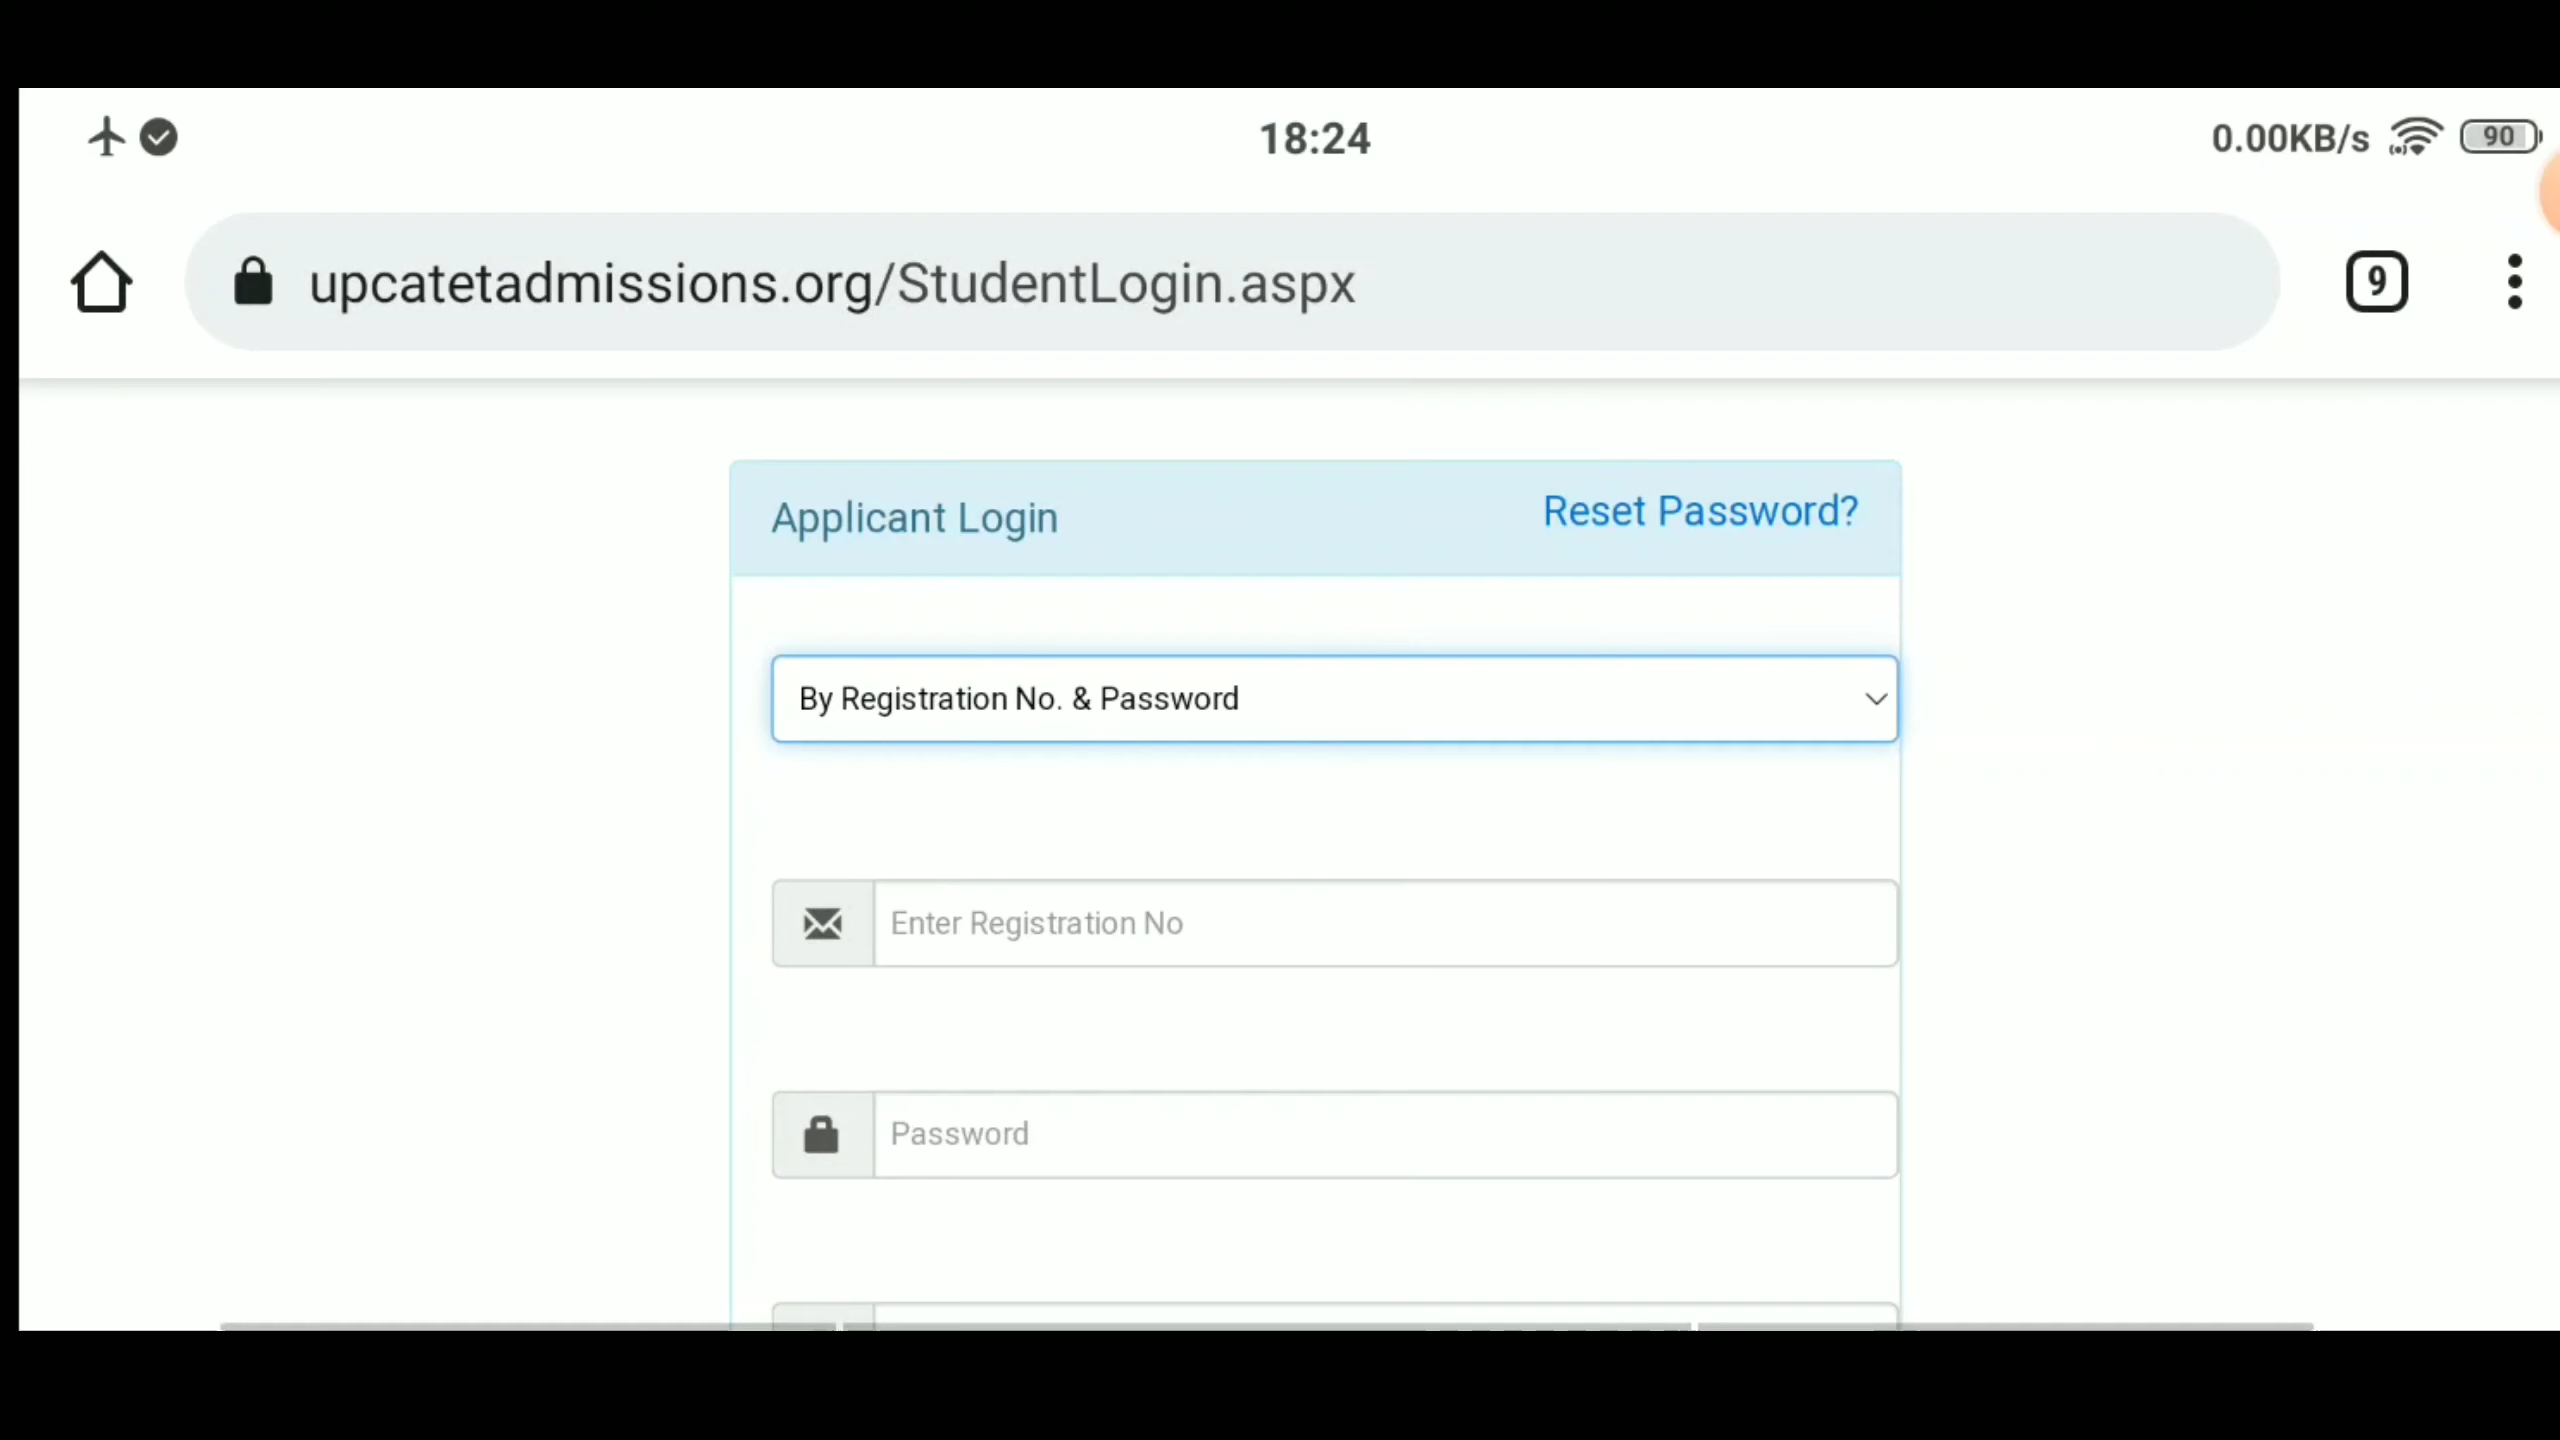 18:24
0.00KB/s
90
upcatetadmissions.org/StudentLogin.aspx
9
Applicant Login
Reset Password?
By Registration No. & Password
Enter Registration No
Password